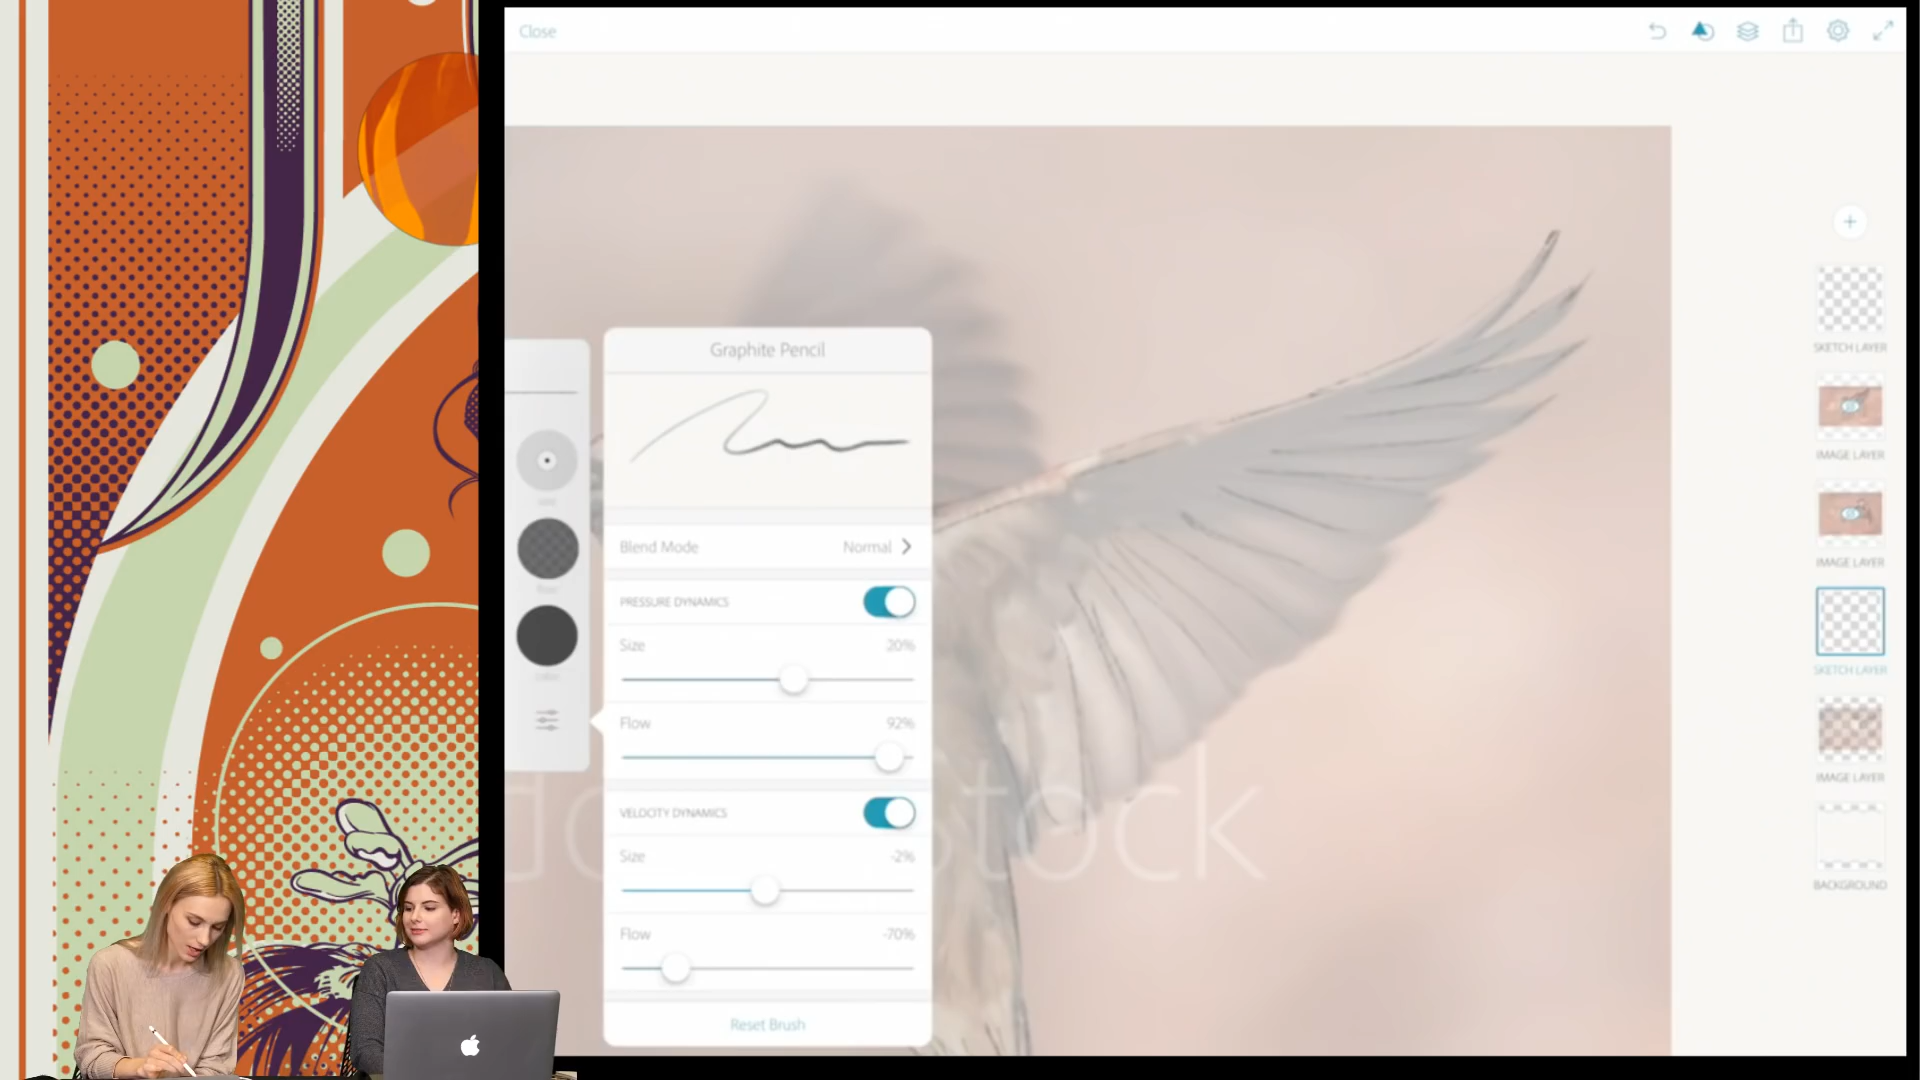 Close
Graphite Pencil
Blend Mode
Normal
PRESSURE DYNAMICS
Size
20%
Flow
92%
VELOCITY DYNAMICS
Size
-2%
Flow
-70%
Reset Brush
SKETCH LAYER
IMAGE LAYER
IMAGE LAYER
SKETCH LAYER
IMAGE LAYER
BACKGROUND